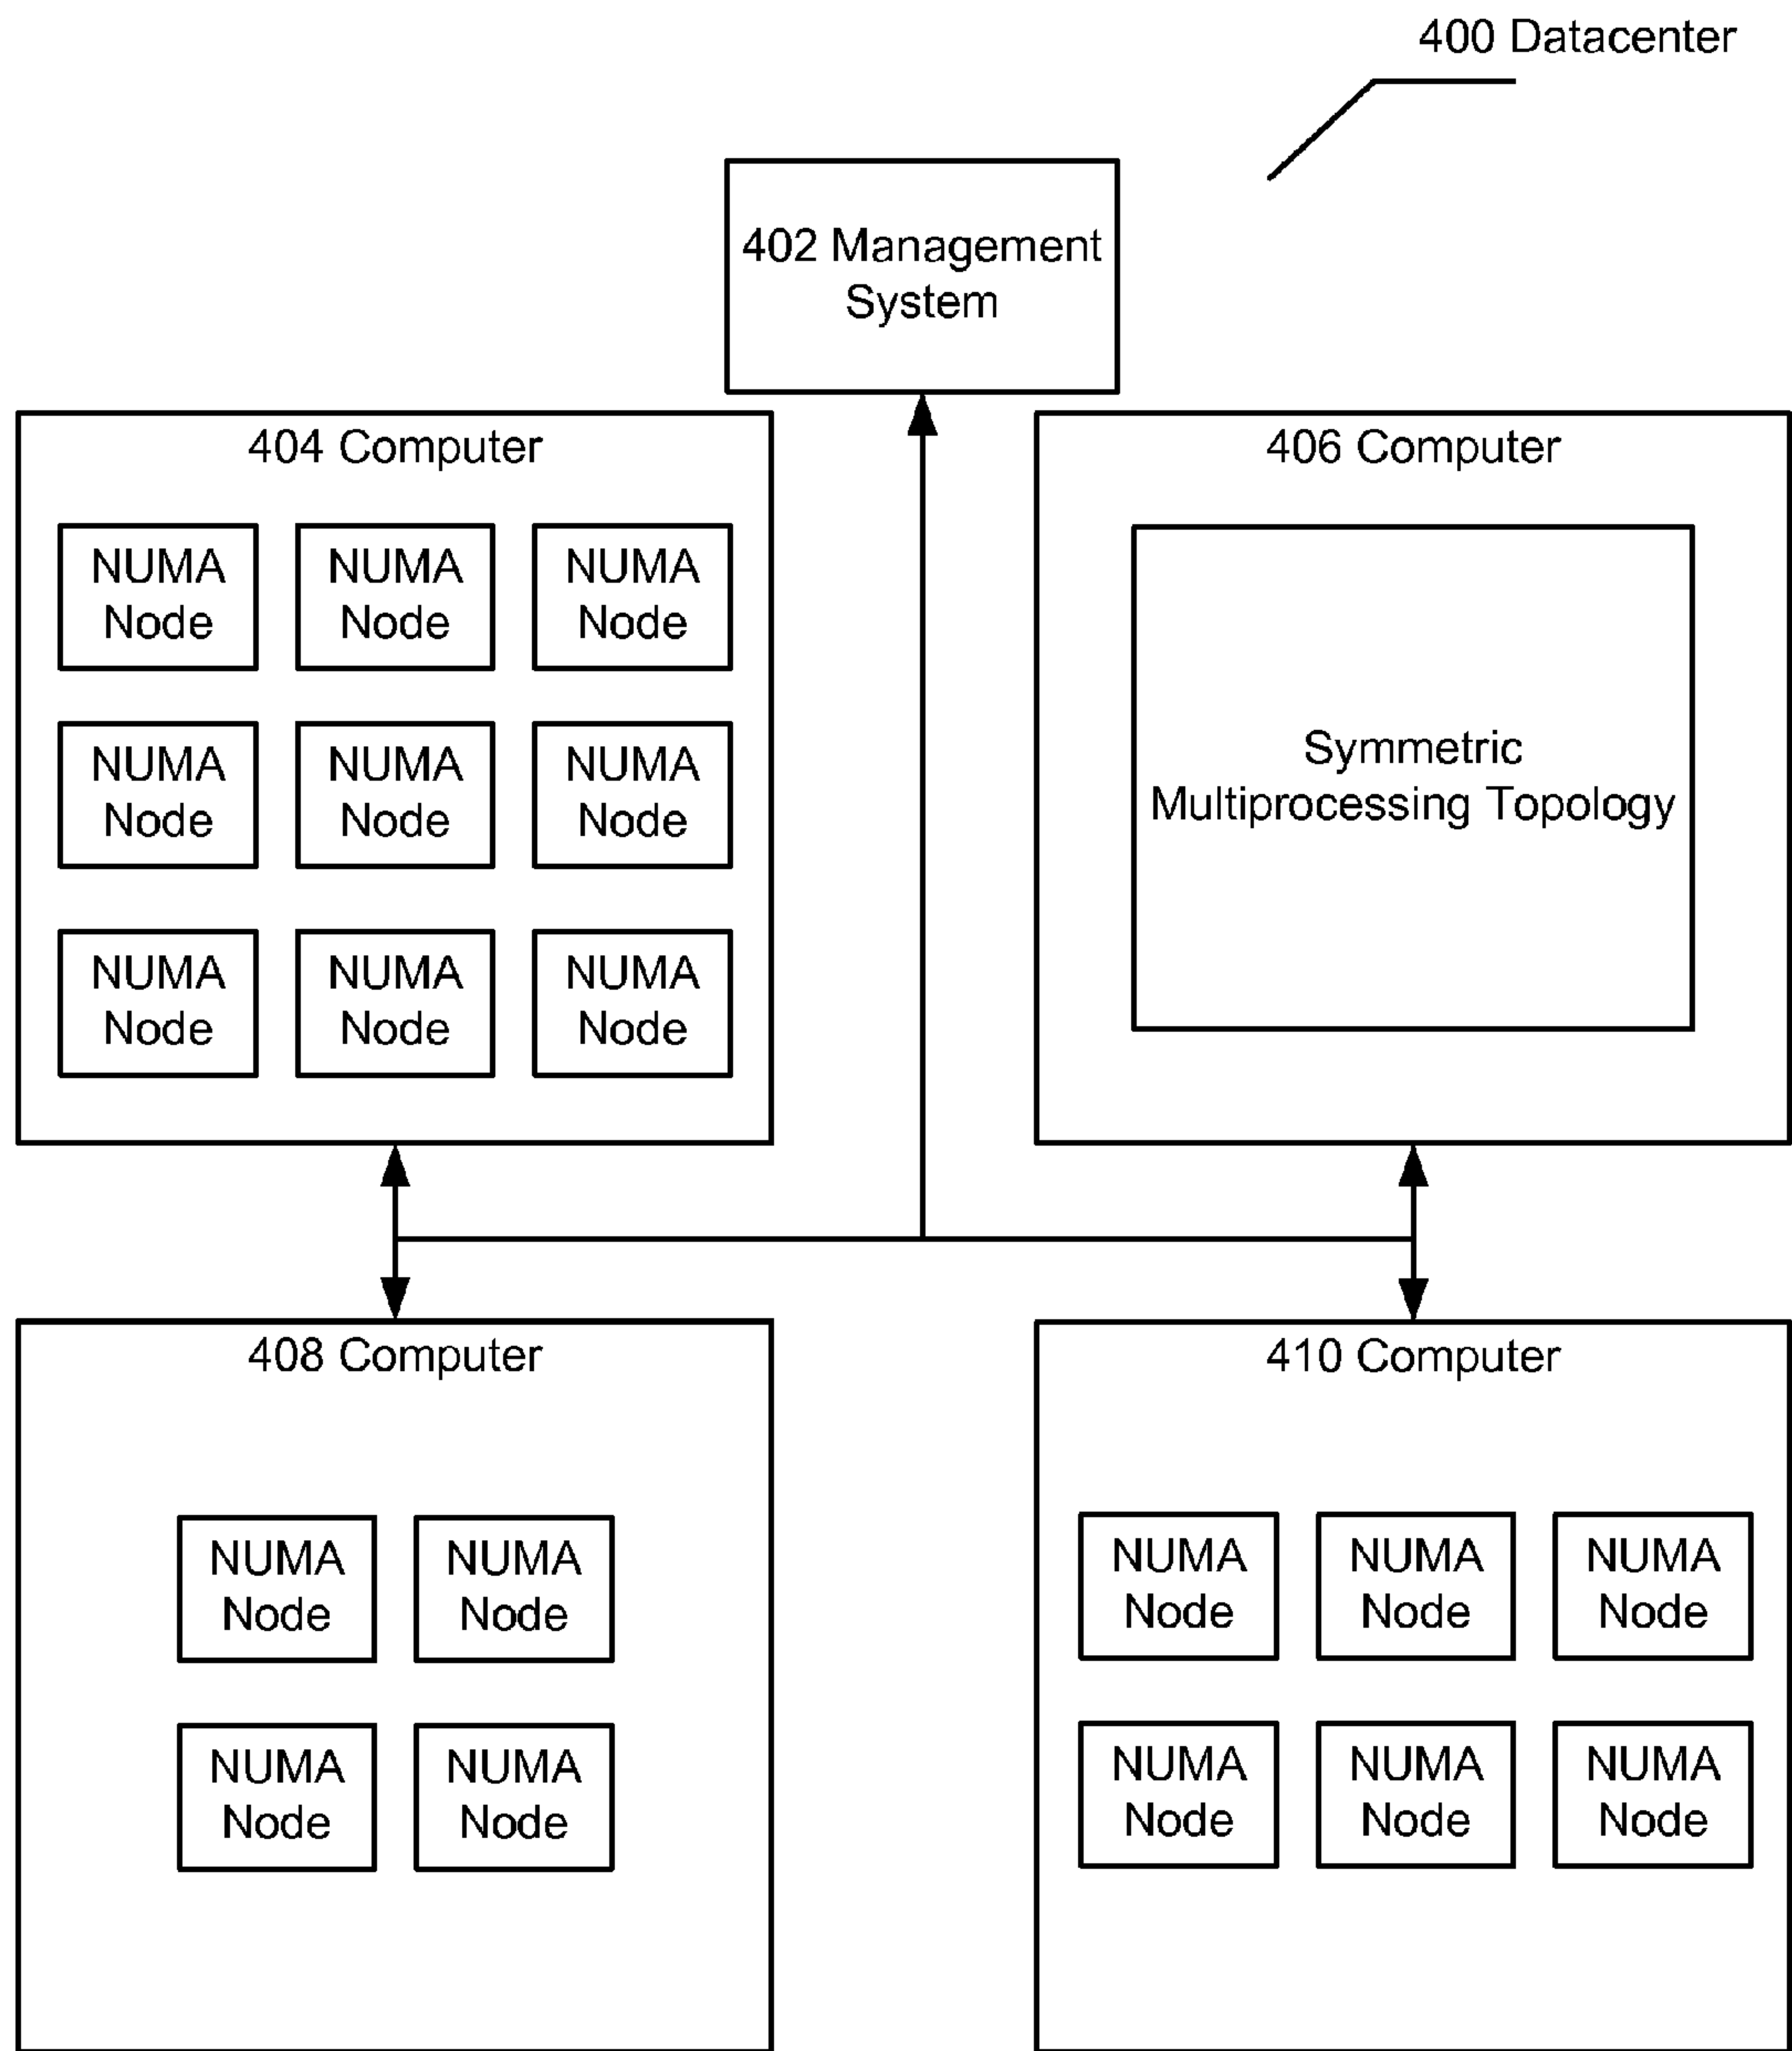 400 Datacenter
402 Management
System
404 Computer
NUMA
Node
NUMA
Node
NUMA
Node
NUMA
Node
NUMA
Node
NUMA
Node
NUMA
Node
NUMA
Node
NUMA
Node
406 Computer
Symmetric
Multiprocessing Topology
408 Computer
NUMA
Node
NUMA
Node
NUMA
Node
NUMA
Node
410 Computer
NUMA
Node
NUMA
Node
NUMA
Node
NUMA
Node
NUMA
Node
NUMA
Node